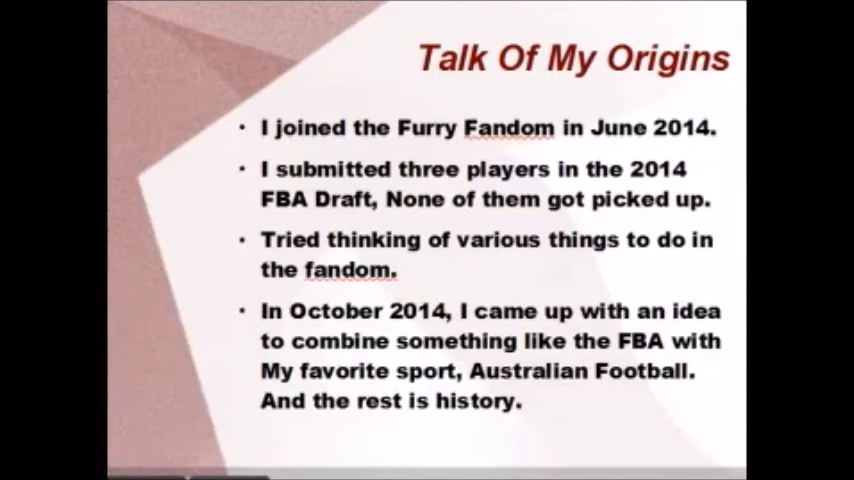 Talk Of My Origins
• I joined the Furry Fandom in June 2014.
• I submitted three players in the 2014
FBA Draft, None of them got picked up.
• Tried thinking of various things to do in
the fandom.
• In October 2014, I came up with an idea
to combine something like the FBA with
My favorite sport, Australian Football.
And the rest is history.